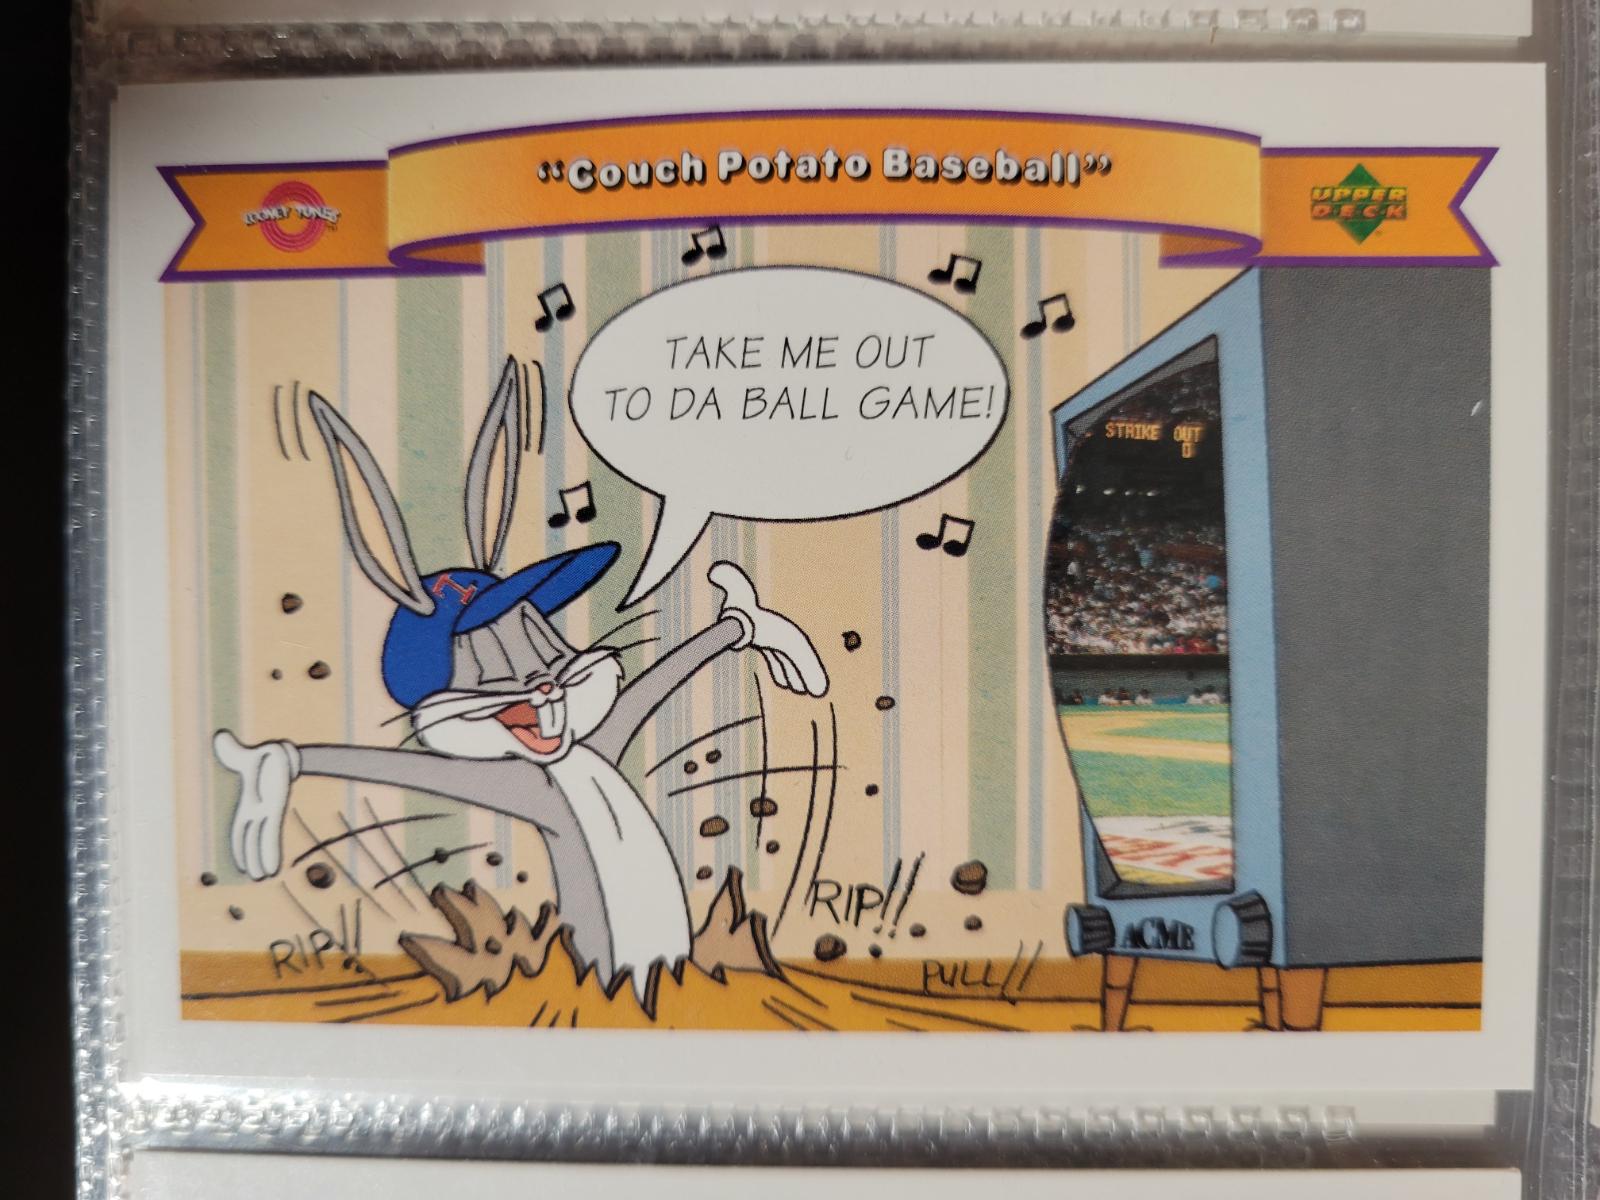 "Couch Potato Baseball"
LOONEY TUNES
UPPER
DECK
TAKE ME OUT
TO DA BALL GAME!
STRIKE OUT
0
T
RIP!!
RIP!!
PULL!!
ACME